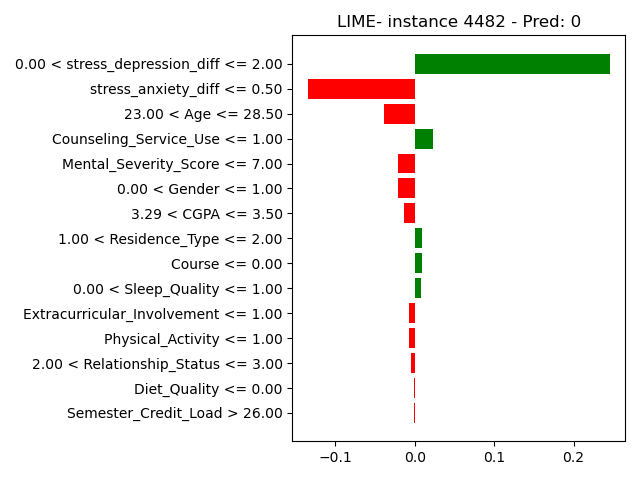 LIME- instance 4482 - Pred: 0
0.00 < stress_depression_diff <= 2.00
stress_anxiety_diff <= 0.50
23.00 < Age <= 28.50
Counseling_Service_Use <= 1.00
Mental_Severity_Score <= 7.00
0.00 < Gender <= 1.00
3.29 < CGPA <= 3.50
1.00 < Residence_Type <= 2.00
Course <= 0.00
0.00 < Sleep_Quality <= 1.00
Extracurricular_Involvement <= 1.00
Physical_Activity <= 1.00
2.00 < Relationship_Status <= 3.00
Diet_Quality <= 0.00
Semester_Credit_Load > 26.00
−0.1 0.0 0.1 0.2